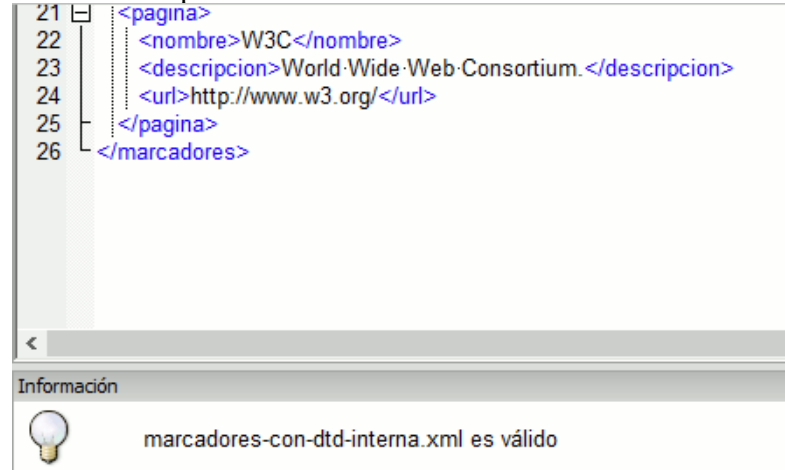 21 <pagina>
22 <nombre>W3C</nombre>
23 <descripcion>World·Wide·Web·Consortium.</descripcion>
24 <url>http://www.w3.org/</url>
25 </pagina>
26 </marcadores>
Información
marcadores-con-dtd-interna.xml es válido